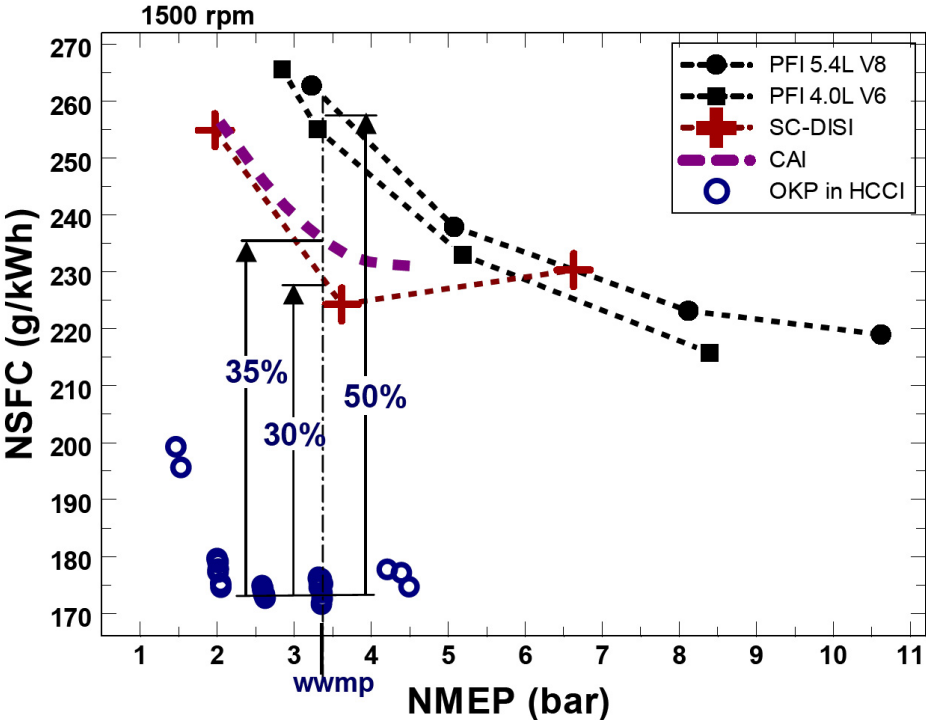 1500 rpm
270
260
250
240
230
220
210
200
190
180
170
NSFC (g/kWh)
PFI 5.4L V8
PFI 4.0L V6
SC-DISI
CAI
OKP in HCCI
35%
50%
30%
1 2 3 4 5 6 7 8 9 10 11
wwmp
NMEP (bar)